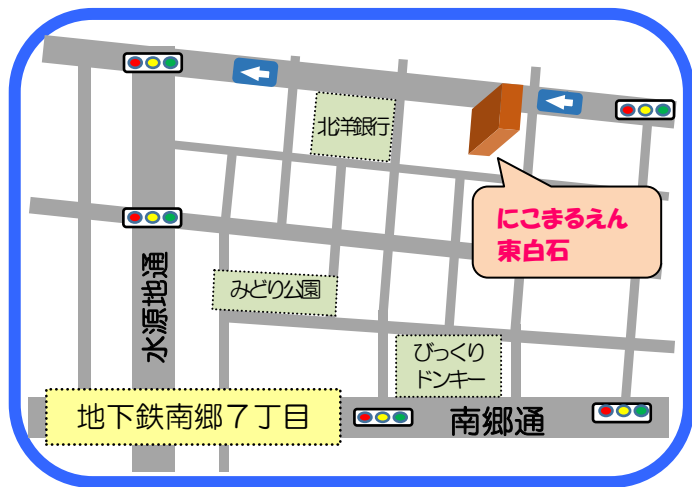 北洋銀行
にこまるえん
東白石
水源地通
みどり公園
びっくり
ドンキー
地下鉄南郷7丁目
南郷通